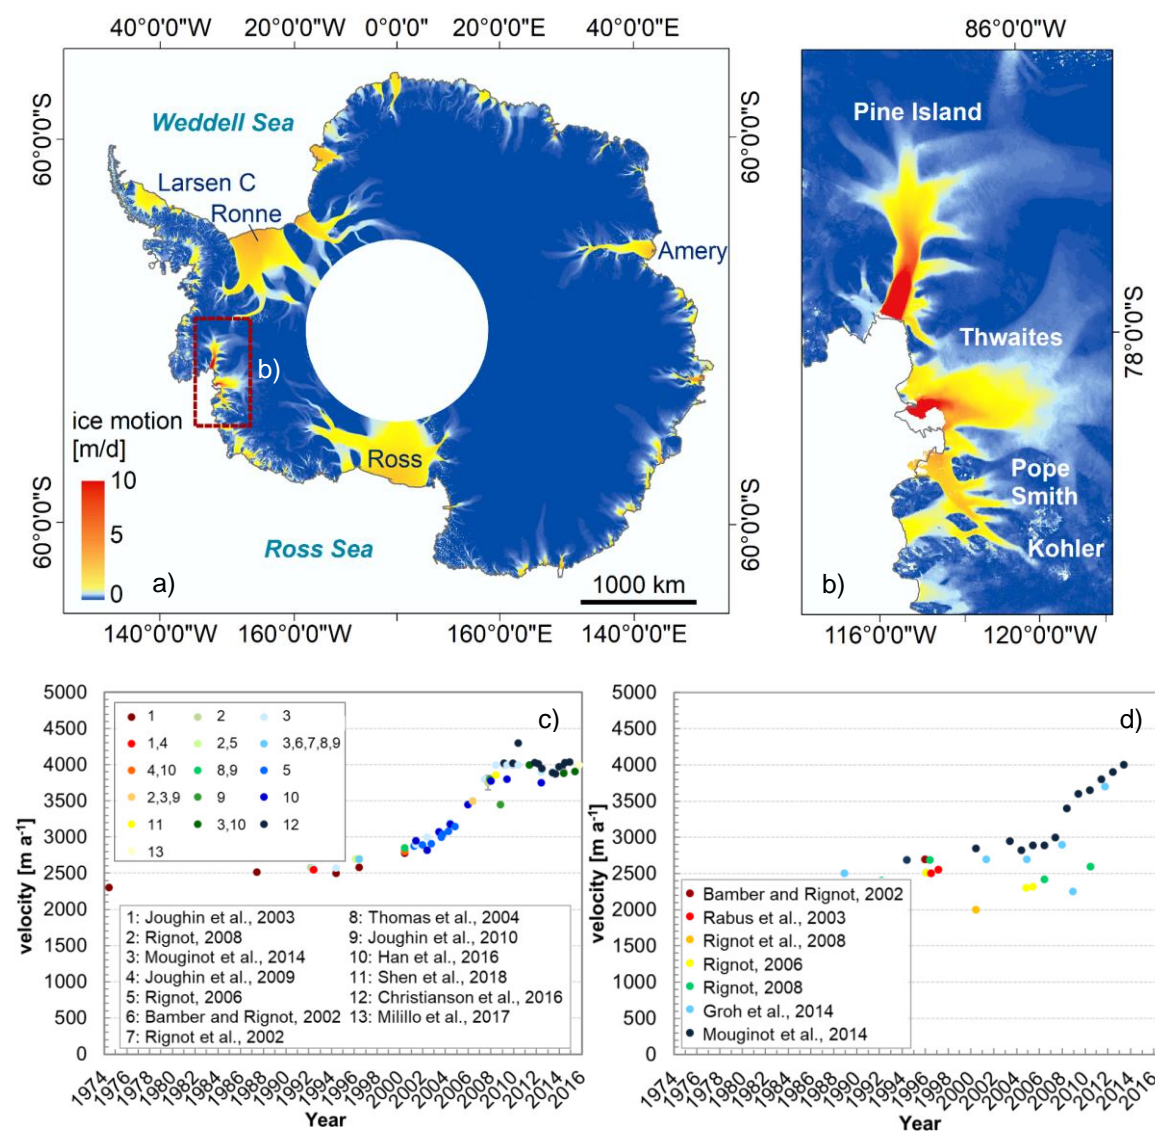 40°0'0"W 20°0'0"W 0°0'0" 20°0'0"E 40°0'0"E
86°0'0"W
60°0'0"S
Weddell Sea
60°0'0"S
Larsen C
Ronne
Amery
b)
ice motion
[m/d]
10
5
0
Ross
Ross Sea
60°0'0"S
60°0'0"S
a)
1000 km
140°0'0"W 160°0'0"W 160°0'0"E 140°0'0"E
Pine Island
Thwaites
78°0'0"S
Pope
Smith
Kohler
b)
116°0'0"W 120°0'0"W
c)
velocity [m a⁻¹]
5000
4500
4000
3500
3000
2500
2000
1500
1000
500
0
1 2 3
1,4 2,5 3,6,7,8,9
4,10 8,9 5
2,3,9 9 10
11 3,10 12
13
1: Joughin et al., 2003 8: Thomas et al., 2004
2: Rignot, 2008 9: Joughin et al., 2010
3: Mouginot et al., 2014 10: Han et al., 2016
4: Joughin et al., 2009 11: Shen et al., 2018
5: Rignot, 2006 12: Christianson et al., 2016
6: Bamber and Rignot, 2002 13: Milillo et al., 2017
7: Rignot et al., 2002
1974 1976 1978 1980 1982 1984 1986 1988 1990 1992 1994 1996 1998 2000 2002 2004 2006 2008 2010 2012 2014 2016
Year
d)
velocity [m a⁻¹]
5000
4500
4000
3500
3000
2500
2000
1500
1000
500
0
Bamber and Rignot, 2002
Rabus et al., 2003
Rignot et al., 2008
Rignot, 2006
Rignot, 2008
Groh et al., 2014
Mouginot et al., 2014
1974 1976 1978 1980 1982 1984 1986 1988 1990 1992 1994 1996 1998 2000 2002 2004 2006 2008 2010 2012 2014 2016
Year